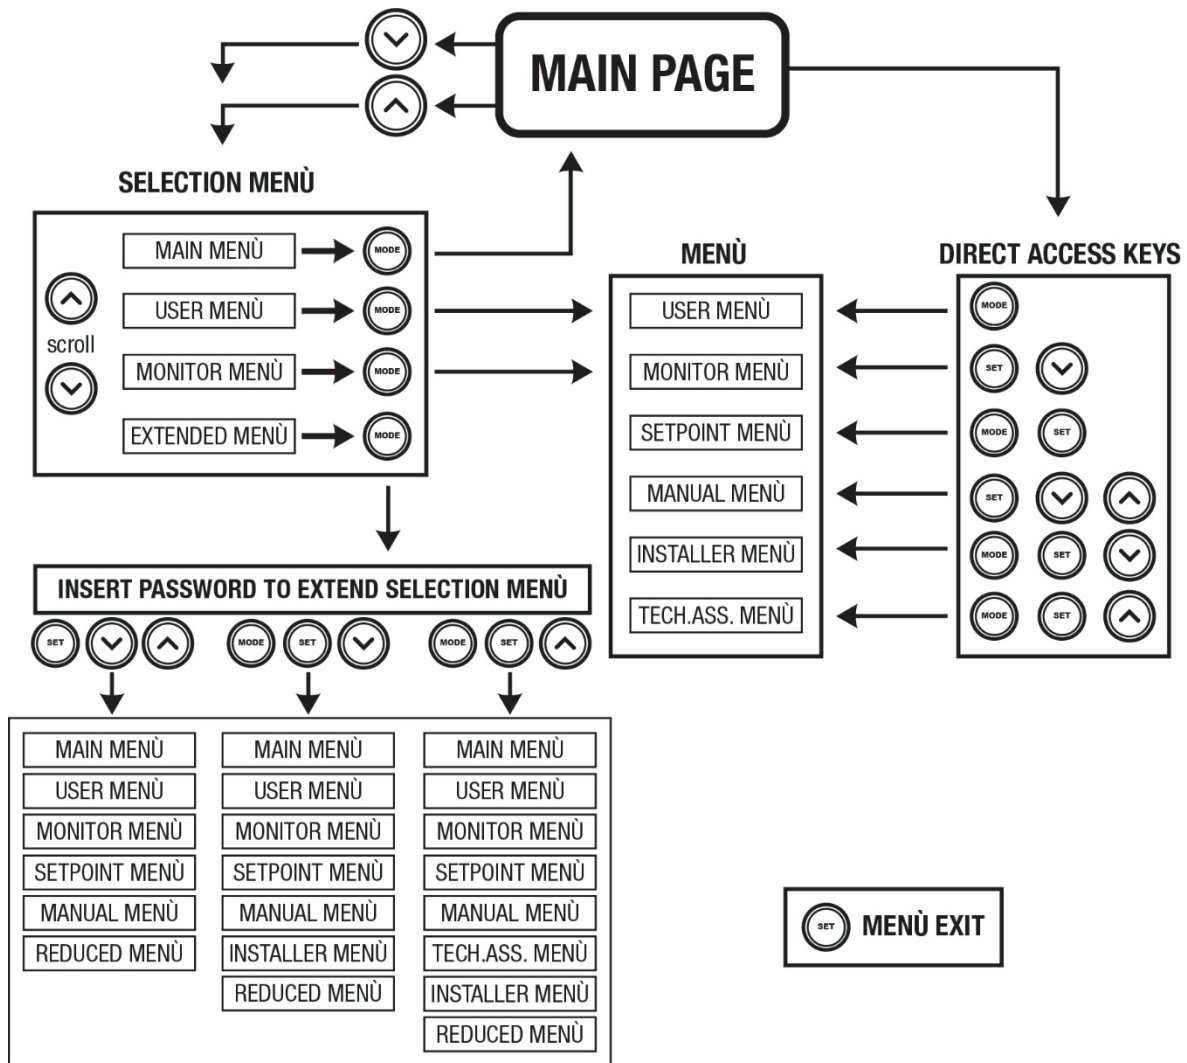 MAIN PAGE
SELECTION MENÙ
MAIN MENÙ MODE
USER MENÙ MODE
scroll
MONITOR MENÙ MODE
EXTENDED MENÙ MODE
MENÙ
USER MENÙ
MONITOR MENÙ
SETPOINT MENÙ
MANUAL MENÙ
INSTALLER MENÙ
TECH.ASS. MENÙ
DIRECT ACCESS KEYS
MODE
SET
MODE SET
SET
MODE SET
MODE SET
INSERT PASSWORD TO EXTEND SELECTION MENÙ
SET MODE SET MODE SET
MAIN MENÙ
USER MENÙ
MONITOR MENÙ
SETPOINT MENÙ
MANUAL MENÙ
REDUCED MENÙ
MAIN MENÙ
USER MENÙ
MONITOR MENÙ
SETPOINT MENÙ
MANUAL MENÙ
INSTALLER MENÙ
REDUCED MENÙ
MAIN MENÙ
USER MENÙ
MONITOR MENÙ
SETPOINT MENÙ
MANUAL MENÙ
TECH.ASS. MENÙ
INSTALLER MENÙ
REDUCED MENÙ
SET MENÙ EXIT